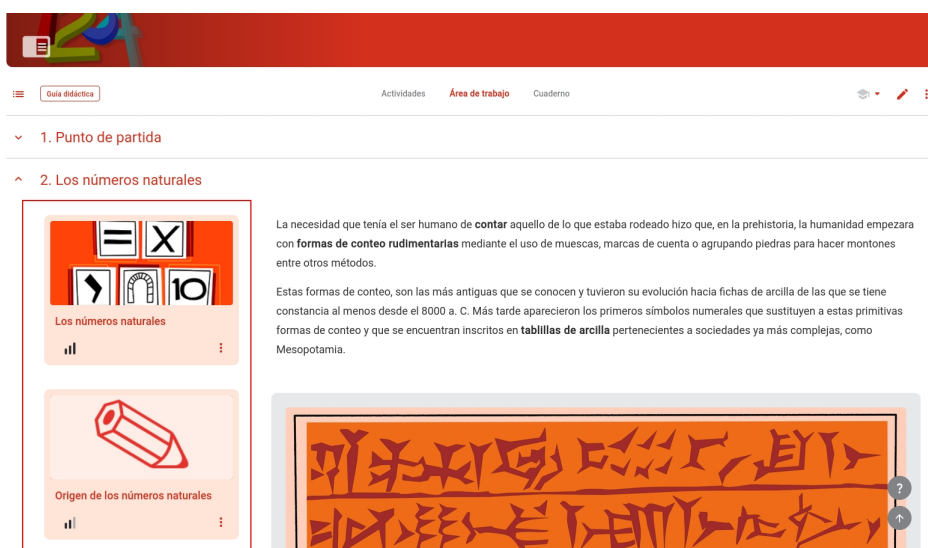 Guía didáctica
Actividades
Área de trabajo
Cuaderno
1. Punto de partida
2. Los números naturales
= X
10
Los números naturales
Origen de los números naturales
La necesidad que tenía el ser humano de contar aquello de lo que estaba rodeado hizo que, en la prehistoria, la humanidad empezara
con formas de conteo rudimentarias mediante el uso de muescas, marcas de cuenta o agrupando piedras para hacer montones
entre otros métodos.
Estas formas de conteo, son las más antiguas que se conocen y tuvieron su evolución hacia fichas de arcilla de las que se tiene
constancia al menos desde el 8000 a. C. Más tarde aparecieron los primeros símbolos numerales que sustituyen a estas primitivas
formas de conteo y que se encuentran inscritos en tablillas de arcilla pertenecientes a sociedades ya más complejas, como
Mesopotamia.
?